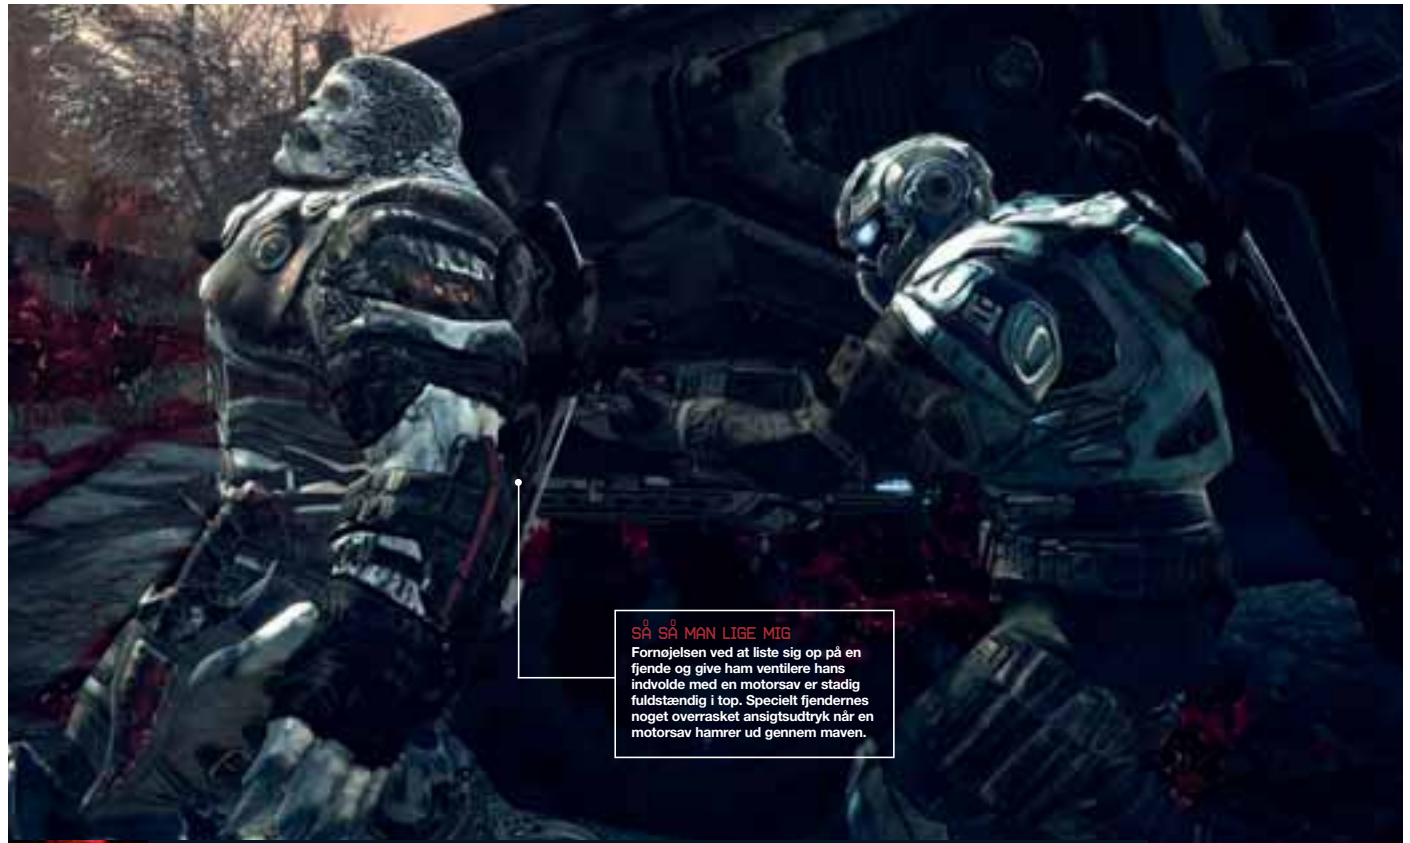 SÅ SÅ MAN LIGE MIG
Fornøjelsen ved at liste sig op på en
fjende og give ham ventilere hans
indvolde med en motorsav er stadig
fuldstændig i top. Specielt fjendernes
noget overrasket ansigtsudtryk når en
motorsav hamrer ud gennem maven.